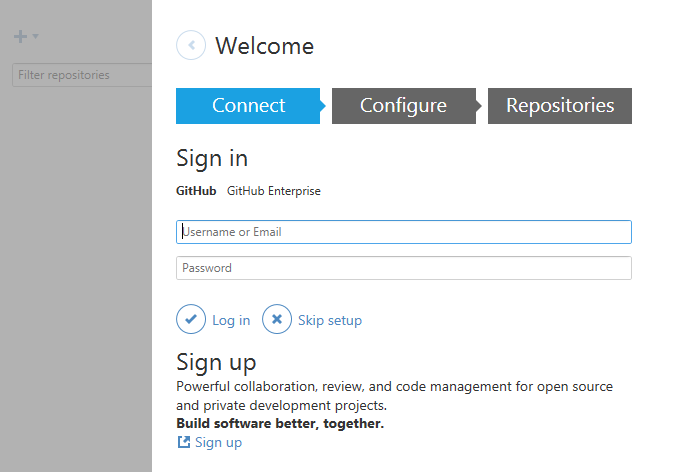 Welcome
Filter repositories
Connect Configure Repositories
Sign in
GitHub GitHub Enterprise
Username or Email
Password
Log in Skip setup
Sign up
Powerful collaboration, review, and code management for open source
and private development projects.
Build software better, together.
Sign up